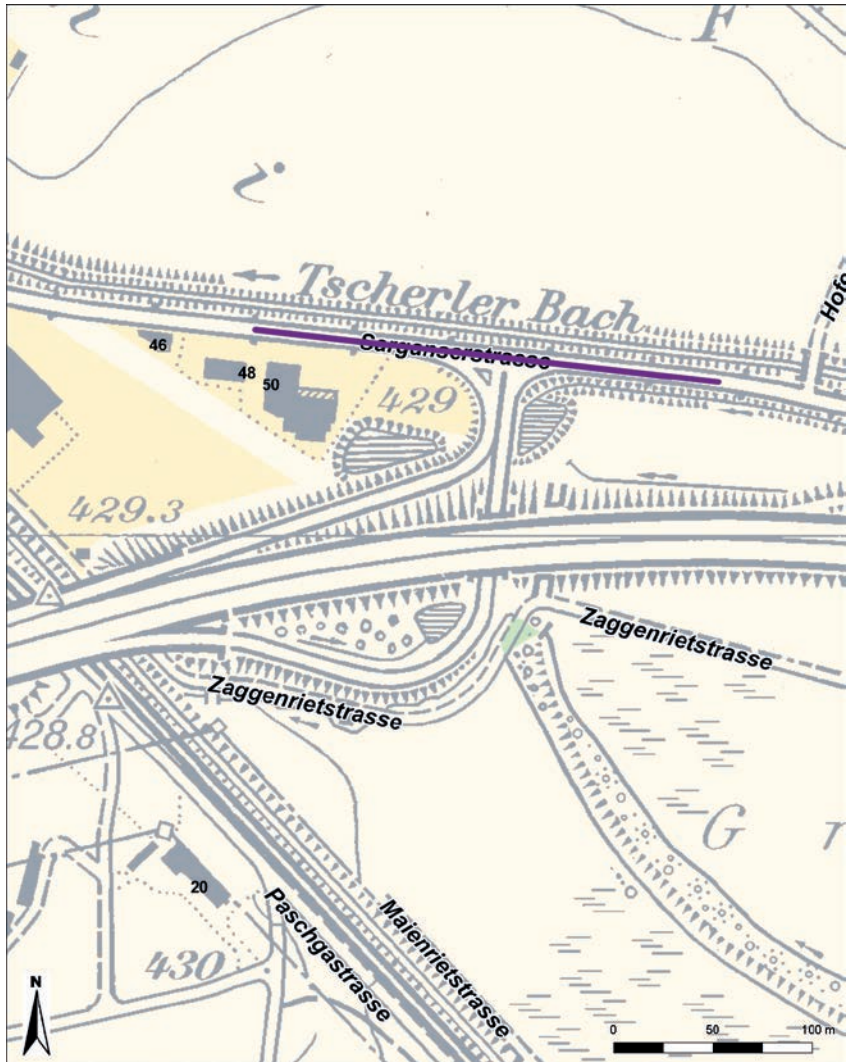 F
i.
Tscherler Bach
Hofs
Sarganserstrasse
46
48
50
429
429.3
Zaggenrietstrasse
Zaggenrietstrasse
428.8
G r
20
Paschgastrasse
Maienrietstrasse
430
N
0 50 100 m